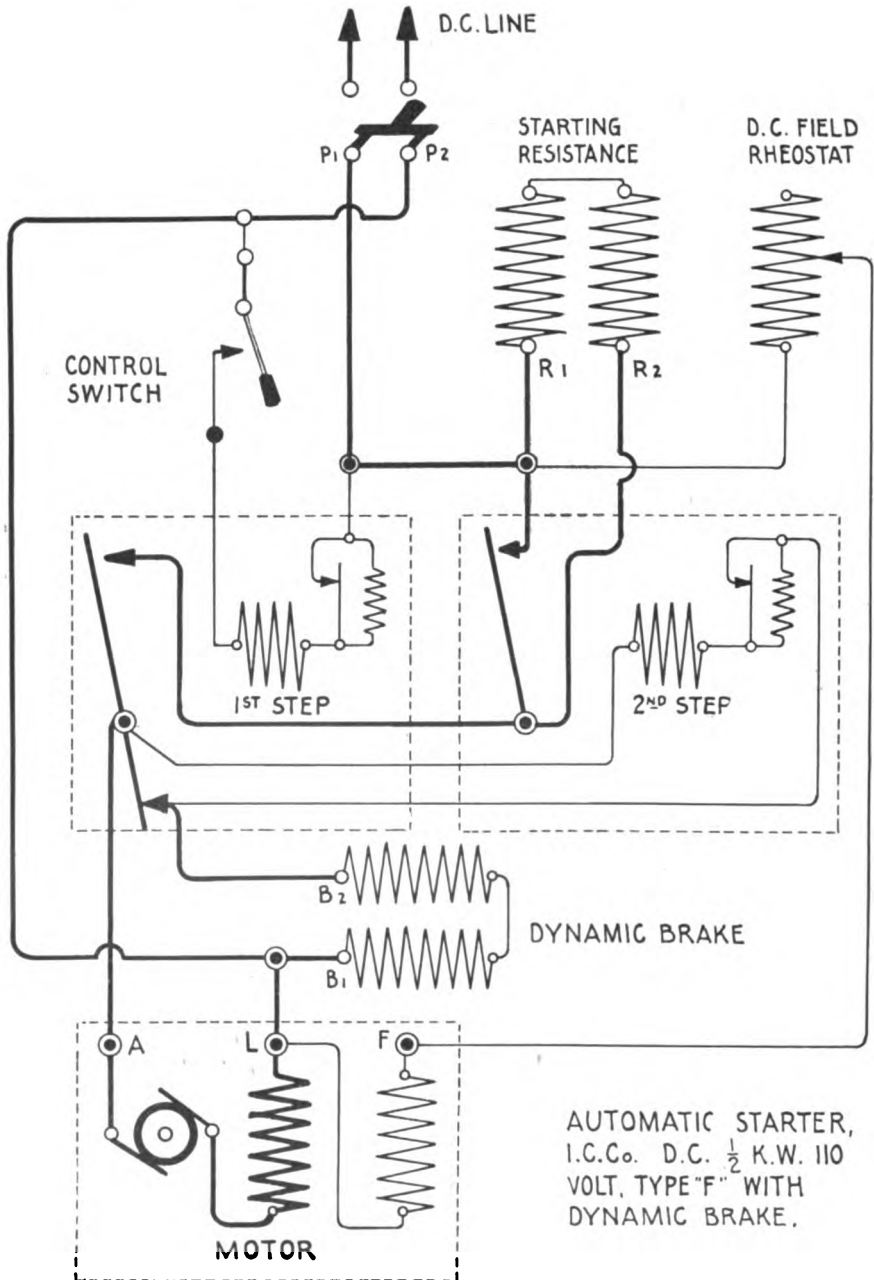 D.C. LINE
P1
P2
STARTING
RESISTANCE
D.C. FIELD
RHEOSTAT
CONTROL
SWITCH
R1
R2
1ST STEP
2ND STEP
B2
DYNAMIC BRAKE
B1
A
L
F
AUTOMATIC STARTER,
I.C.Co. D.C. ½ K.W. 110
VOLT, TYPE "F" WITH
DYNAMIC BRAKE.
MOTOR